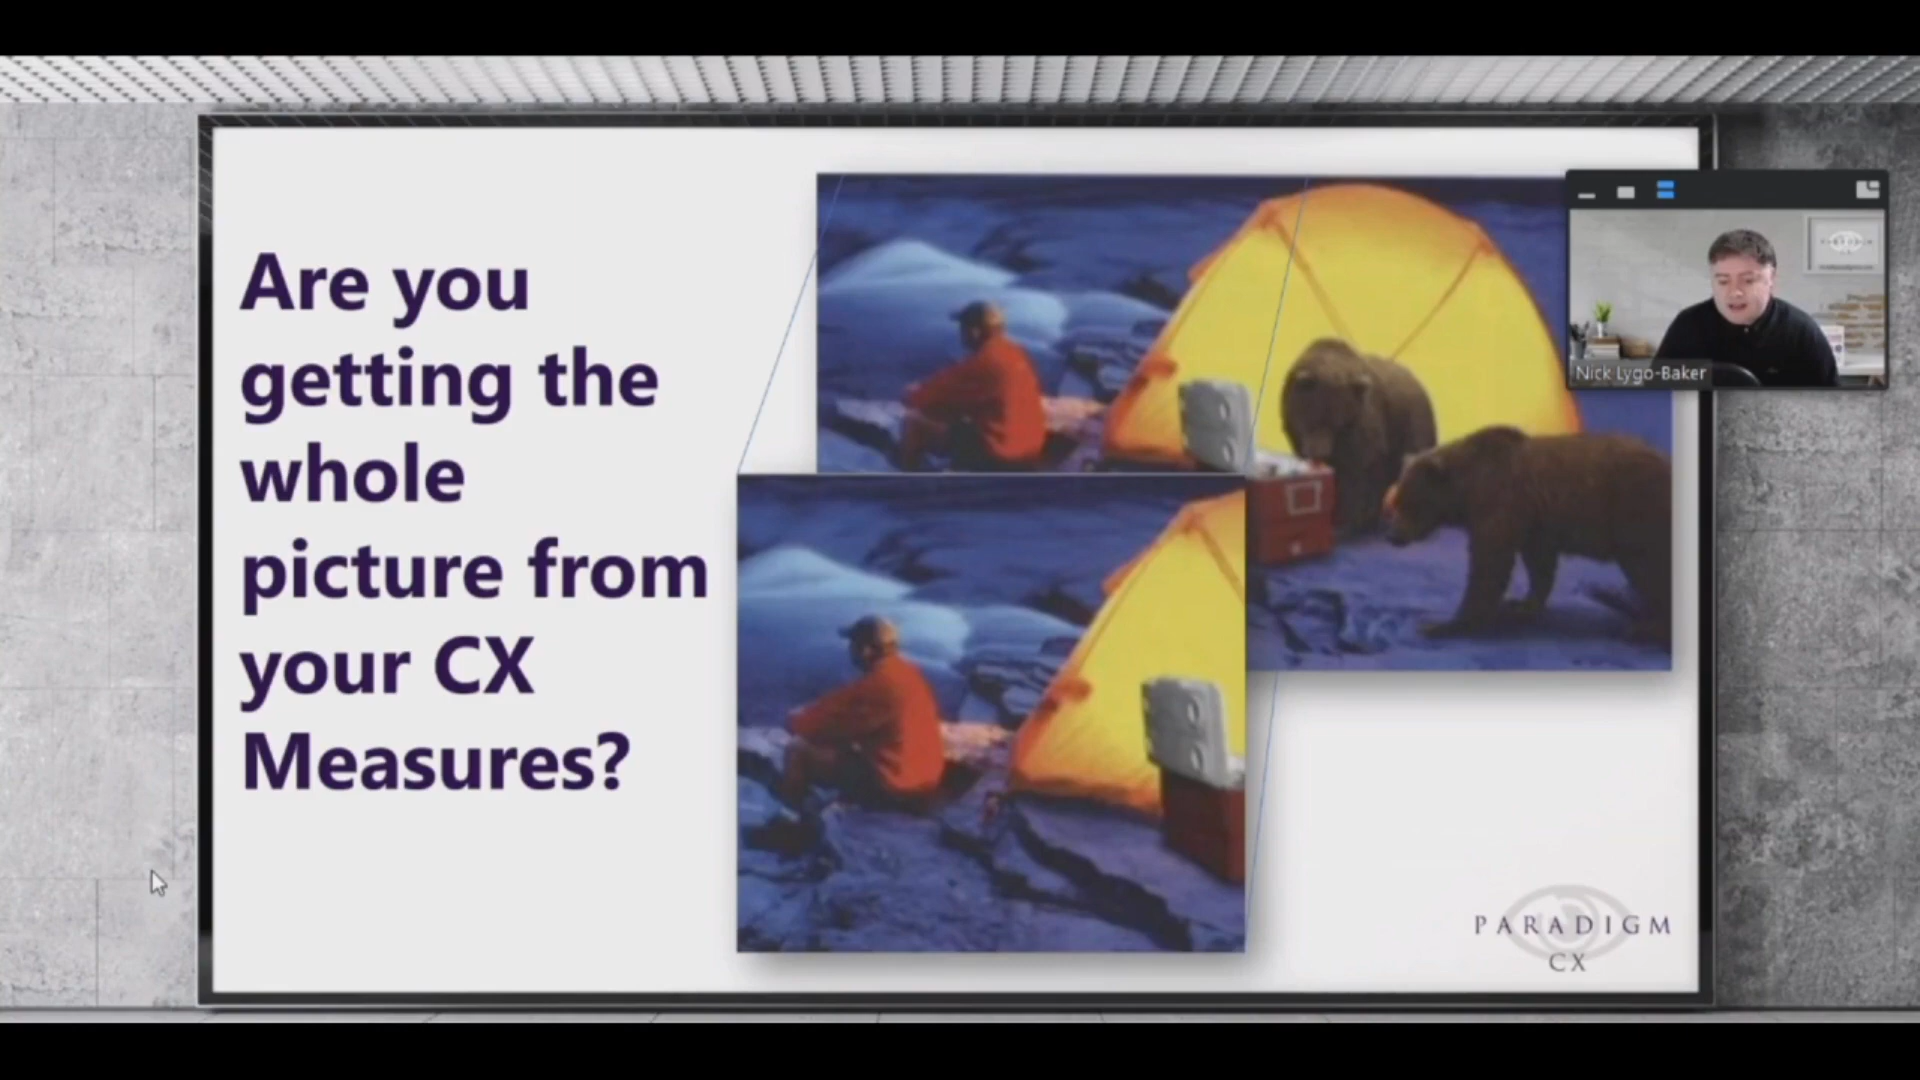 Are you
getting the
whole
picture from
your CX
Measures?
Nick Lygo-Baker
PARADIGM
CX